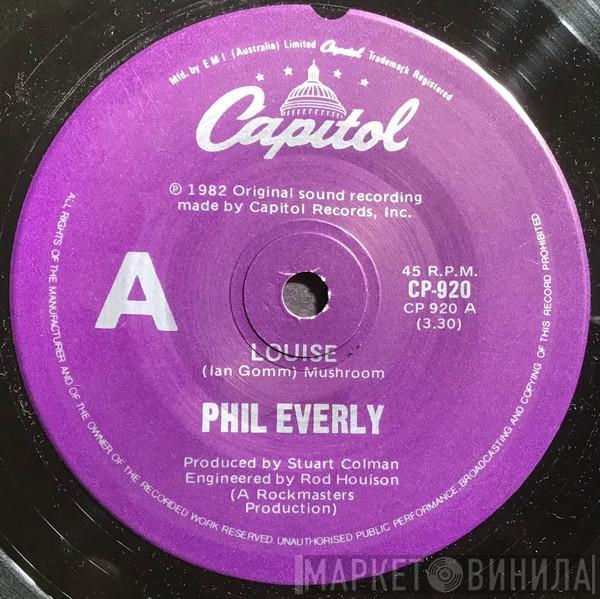 Mfd. by E M I (Australia) Limited Capitol Trademark Registered
Capitol
℗ 1982 Original sound recording
made by Capitol Records, Inc.
A
45 R.P.M.
CP-920
CP 920 A
(3.30)
LOUISE
(Ian Gomm) Mushroom
PHIL EVERLY
Produced by Stuart Colman
Engineered by Rod Houison
(A Rockmasters
Production)
ALL RIGHTS OF THE MANUFACTURER AND OF THE OWNER OF THE RECORDED WORK RESERVED. UNAUTHORISED PUBLIC PERFORMANCE, BROADCASTING AND COPYING OF THIS RECORD PROHIBITED
МАРКЕТ ВИНИЛА